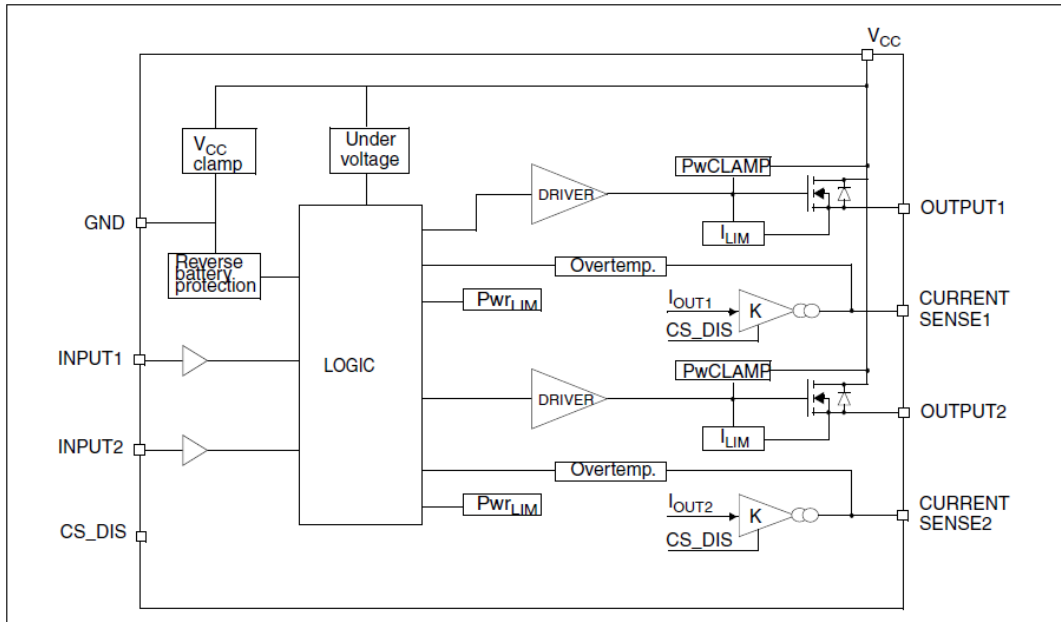 VCC
VCC
clamp
Under
voltage
PwCLAMP
DRIVER
OUTPUT1
GND
ILIM
Reverse
battery
protection
Overtemp.
PwrLIM
IOUT1
K
CURRENT
SENSE1
CS_DIS
INPUT1
LOGIC
PwCLAMP
DRIVER
OUTPUT2
INPUT2
ILIM
Overtemp.
PwrLIM
IOUT2
K
CURRENT
SENSE2
CS_DIS
CS_DIS